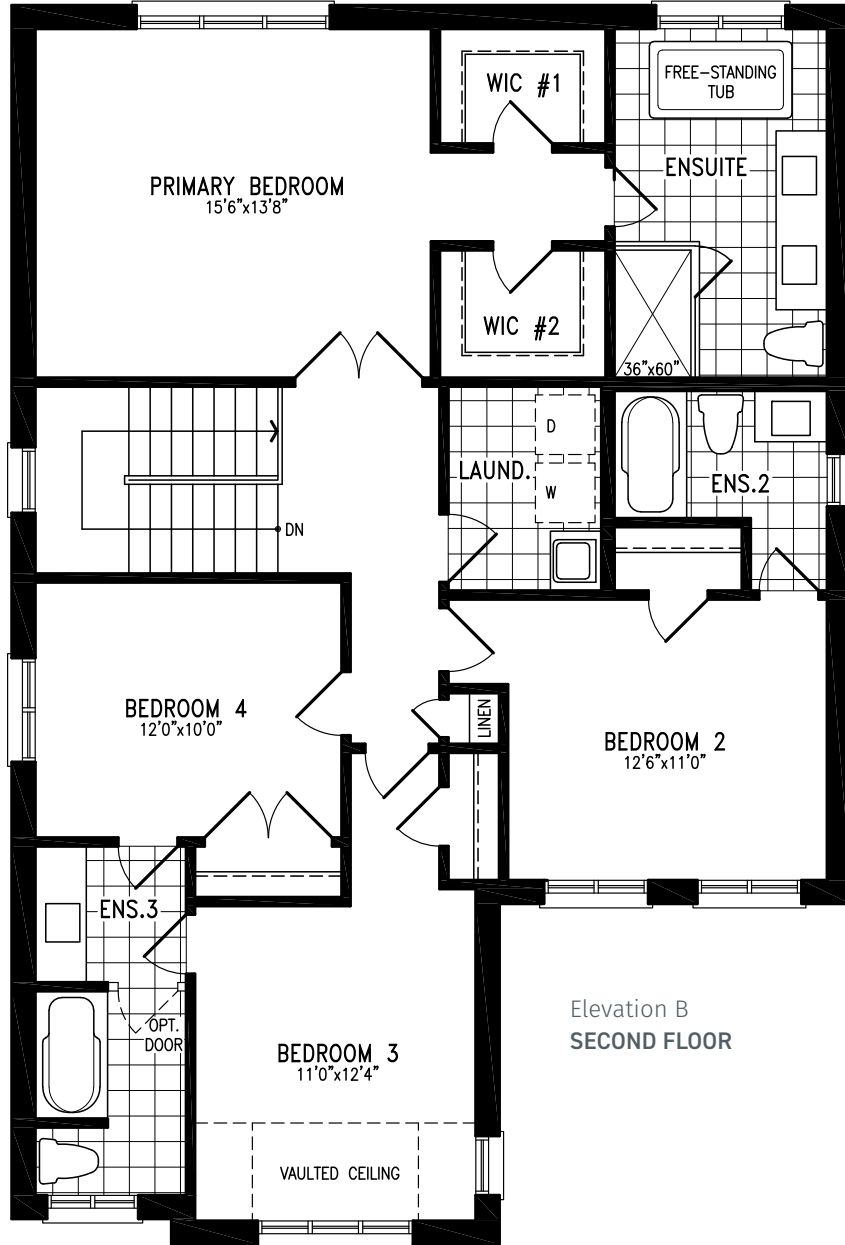 WIC #1
FREE-STANDING
TUB
ENSUITE
PRIMARY BEDROOM
15'6"x13'8"
WIC #2
36"x60"
D
LAUND.
W
ENS.2
DN
LINEN
BEDROOM 4
12'0"x10'0"
BEDROOM 2
12'6"x11'0"
ENS.3
OPT.
DOOR
BEDROOM 3
11'0"x12'4"
VAULTED CEILING
Elevation B
SECOND FLOOR